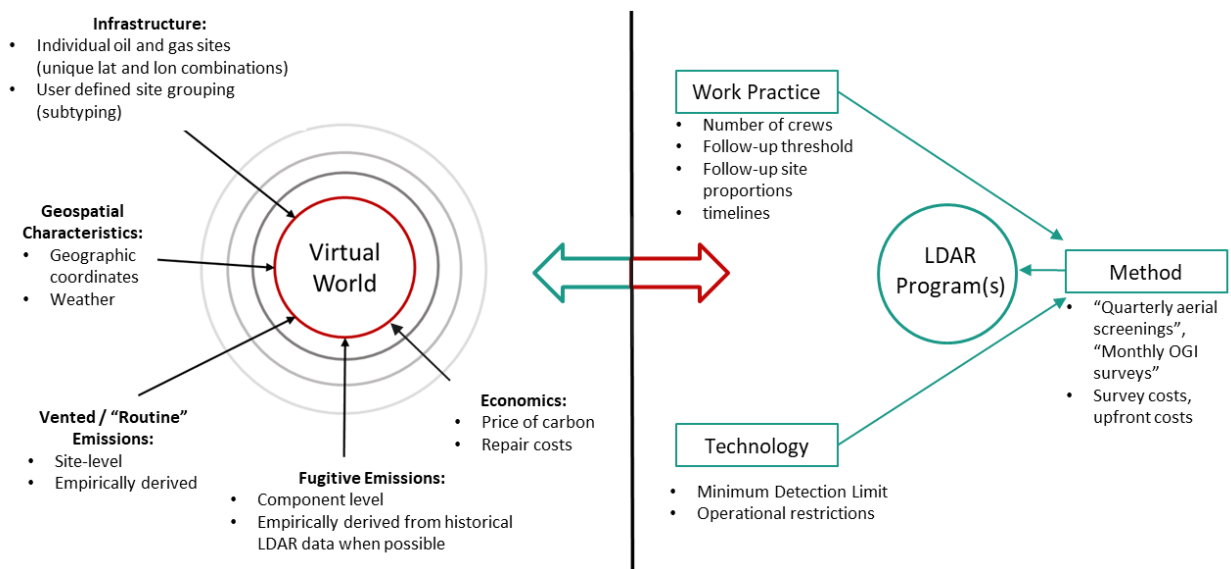 Infrastructure:
• Individual oil and gas sites
(unique lat and lon combinations)
• User defined site grouping
(subtyping)
Geospatial
Characteristics:
• Geographic
coordinates
• Weather
Virtual
World
Vented / “Routine”
Emissions:
• Site-level
• Empirically derived
Fugitive Emissions:
• Component level
• Empirically derived from historical
LDAR data when possible
Economics:
• Price of carbon
• Repair costs
Work Practice
• Number of crews
• Follow-up threshold
• Follow-up site
proportions
• timelines
LDAR
Program(s)
Method
• “Quarterly aerial
screenings”,
“Monthly OGI
surveys”
• Survey costs,
upfront costs
Technology
• Minimum Detection Limit
• Operational restrictions